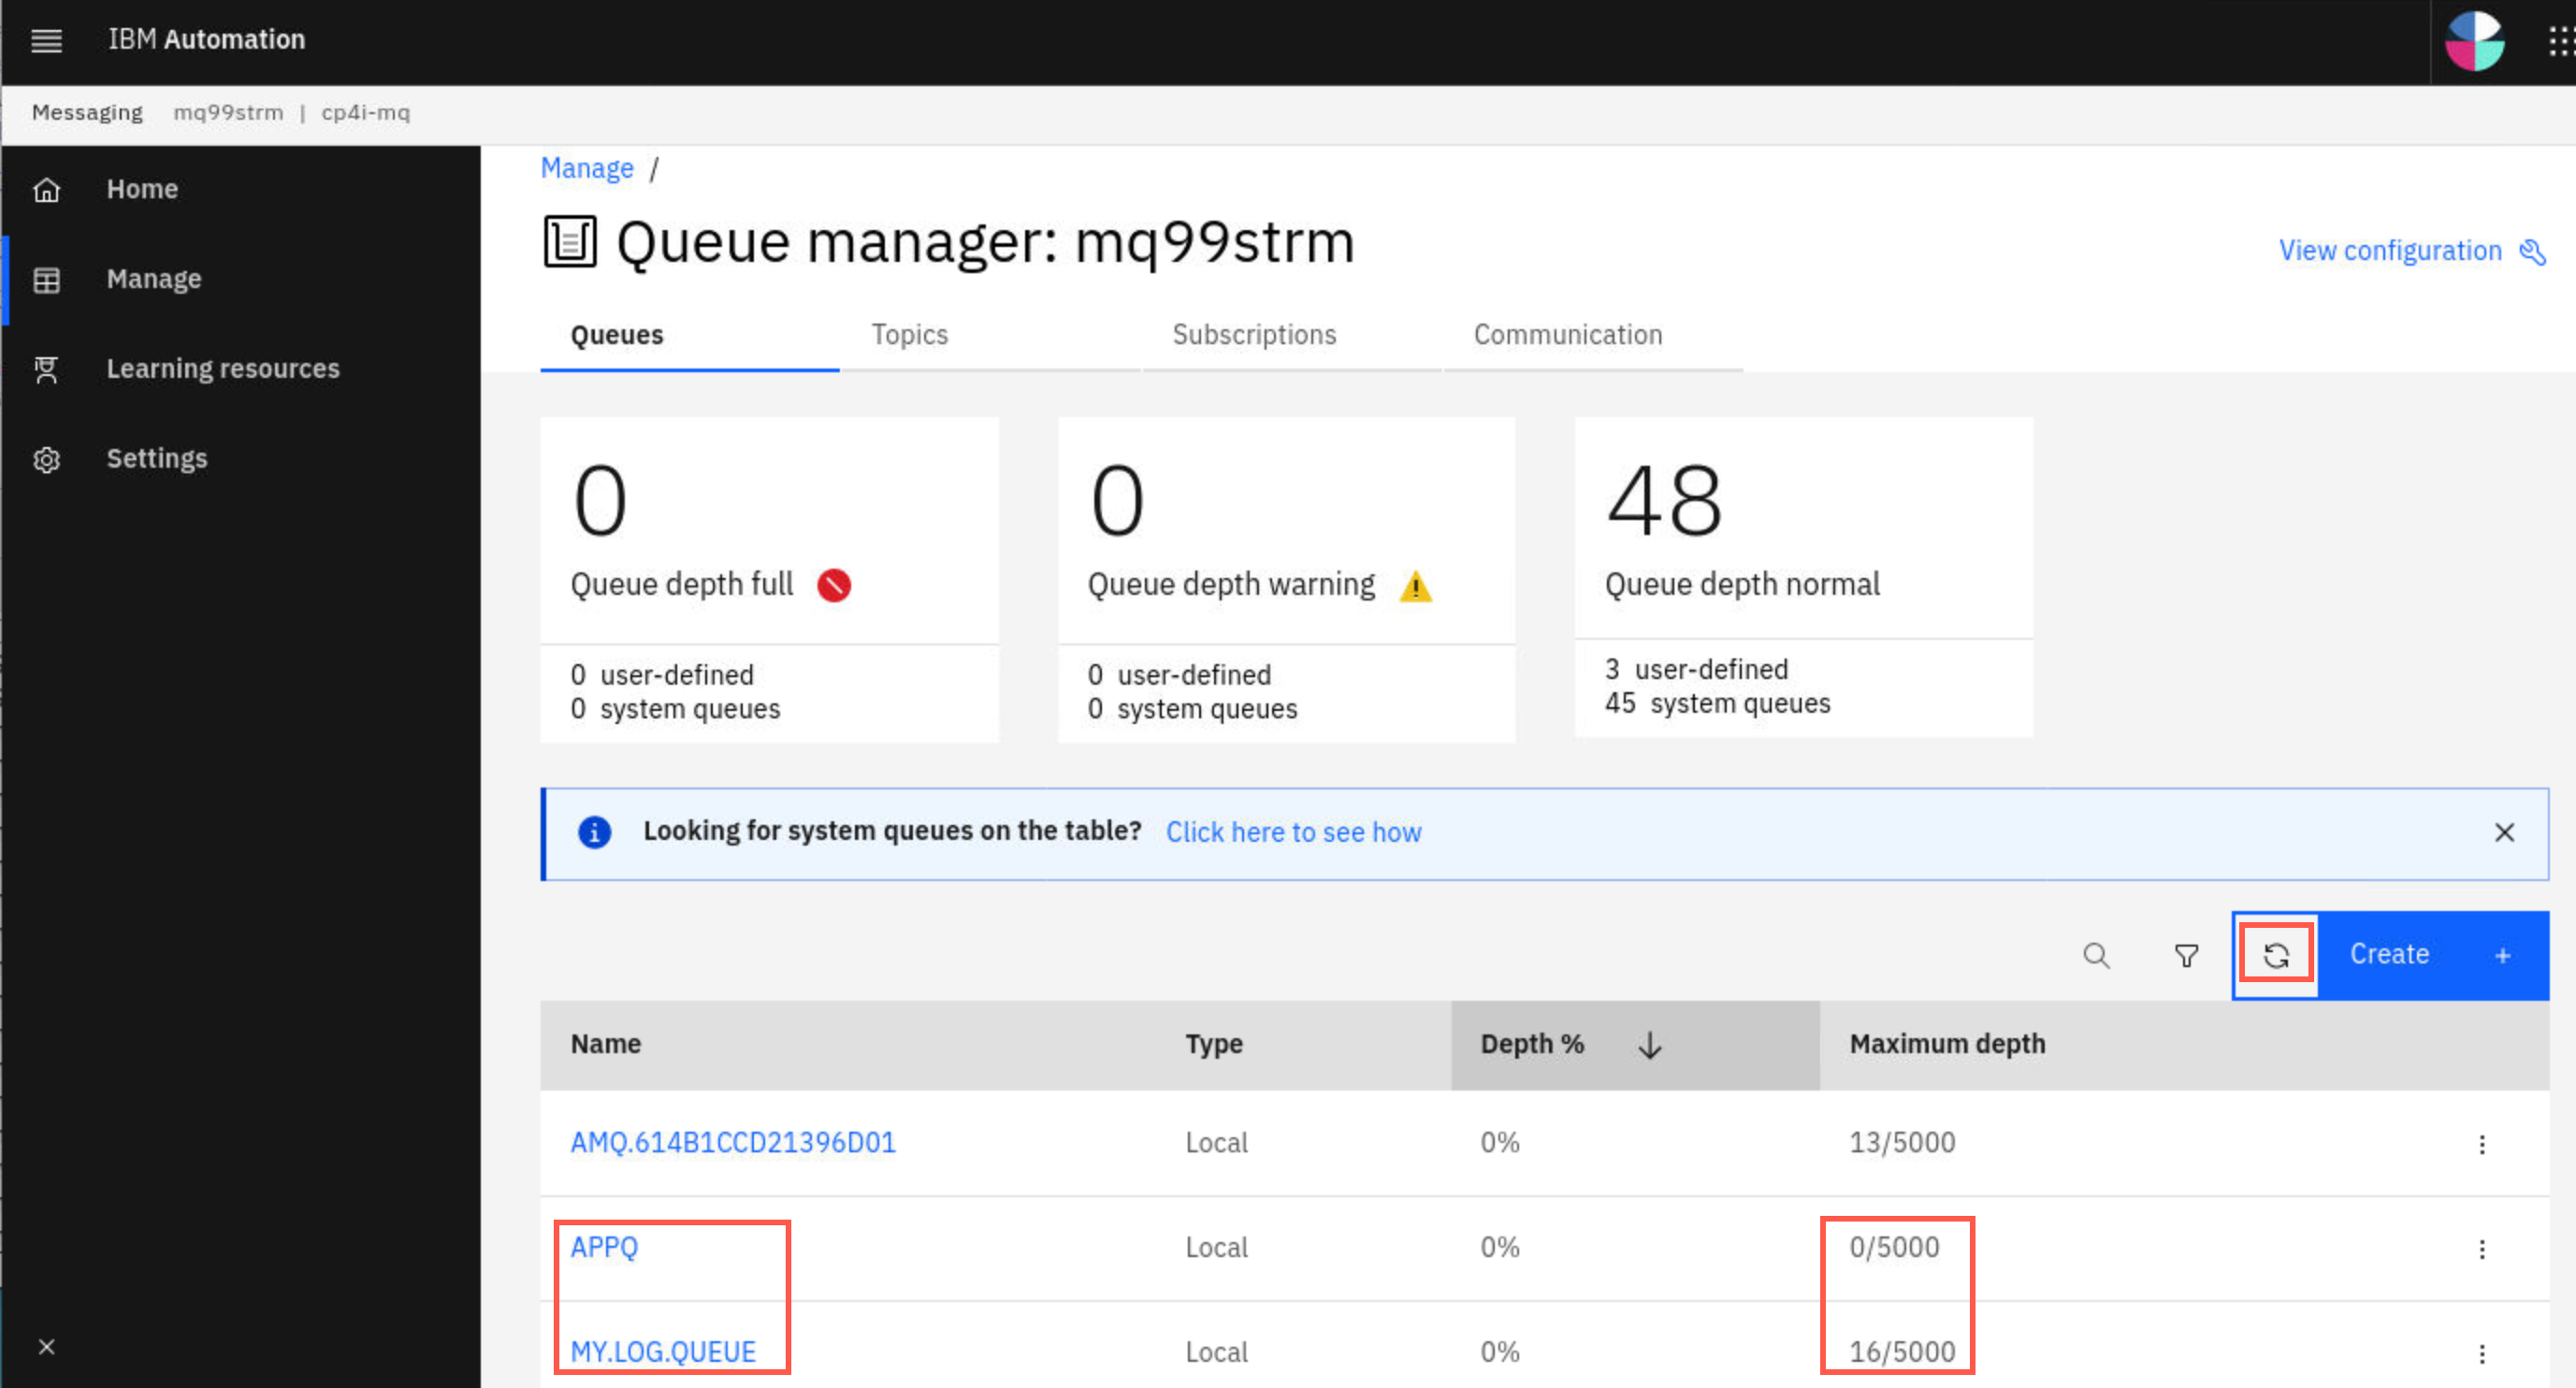 IBM Automation
Messaging mq99strm | cp4i-mq
Home
Manage
Learning resources
Settings
Manage /
Queue manager: mq99strm
View configuration
Queues Topics Subscriptions Communication
0
Queue depth full
0 user-defined
0 system queues
0
Queue depth warning
0 user-defined
0 system queues
48
Queue depth normal
3 user-defined
45 system queues
Looking for system queues on the table? Click here to see how
Create +
Name Type Depth % Maximum depth
AMQ.614B1CCD21396D01 Local 0% 13/5000
APPQ Local 0% 0/5000
MY.LOG.QUEUE Local 0% 16/5000